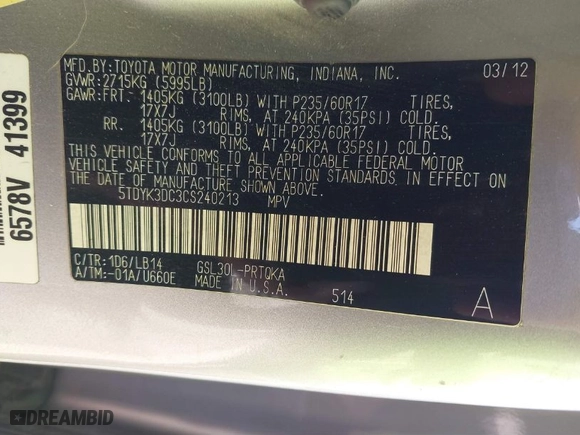 MFD.BY:TOYOTA MOTOR MANUFACTURING, INDIANA, INC. 03/12
GVWR:2715KG (5995LB)
GAWR:FRT. 1405KG (3100LB) WITH P235/60R17 TIRES,
17X7J RIMS, AT 240KPA (35PSI) COLD.
RR. 1405KG (3100LB) WITH P235/60R17 TIRES,
17X7J RIMS, AT 240KPA (35PSI) COLD.
THIS VEHICLE CONFORMS TO ALL APPLICABLE FEDERAL MOTOR
VEHICLE SAFETY AND THEFT PREVENTION STANDARDS IN EFFECT ON
THE DATE OF MANUFACTURE SHOWN ABOVE.
5TDYK3DC3CS240213 MPV
C/TR:1D6/LB14 GSL30L-PRTQKA
A/TM:-01A/U660E MADE IN U.S.A. 514 A
6578V 41399
DREAMBID